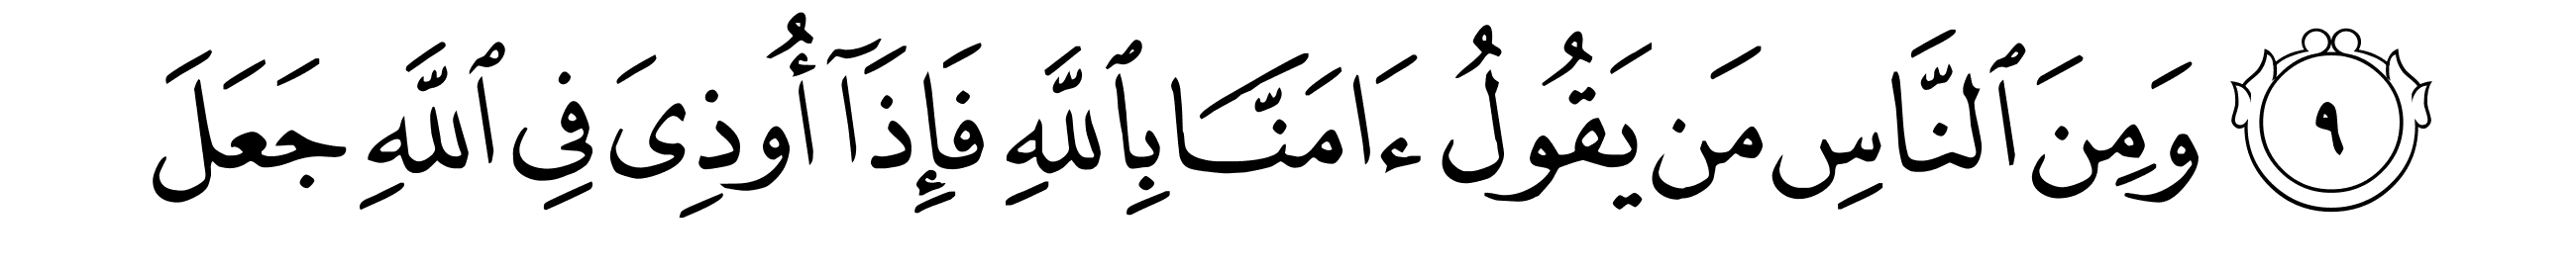 ٩ وَمِنَ ٱلنَّاسِ مَن يَقُولُ ءَامَنَّا بِٱللَّهِ فَإِذَآ أُوذِىَ فِى ٱللَّهِ جَعَلَ